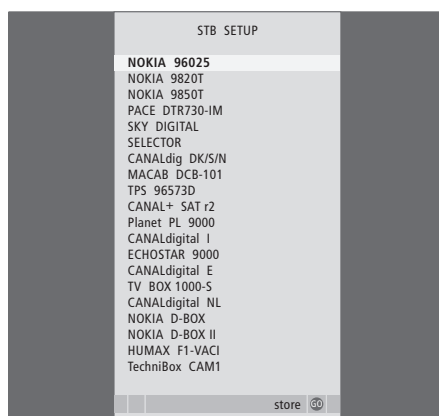 STB SETUP
NOKIA 96025
NOKIA 9820T
NOKIA 9850T
PACE DTR730-IM
SKY DIGITAL
SELECTOR
CANALdig DK/S/N
MACAB DCB-101
TPS 96573D
CANAL+ SAT r2
Planet PL 9000
CANALdigital I
ECHOSTAR 9000
CANALdigital E
TV BOX 1000-S
CANALdigital NL
NOKIA D-BOX
NOKIA D-BOX II
HUMAX F1-VACI
TechniBox CAM1
store GO